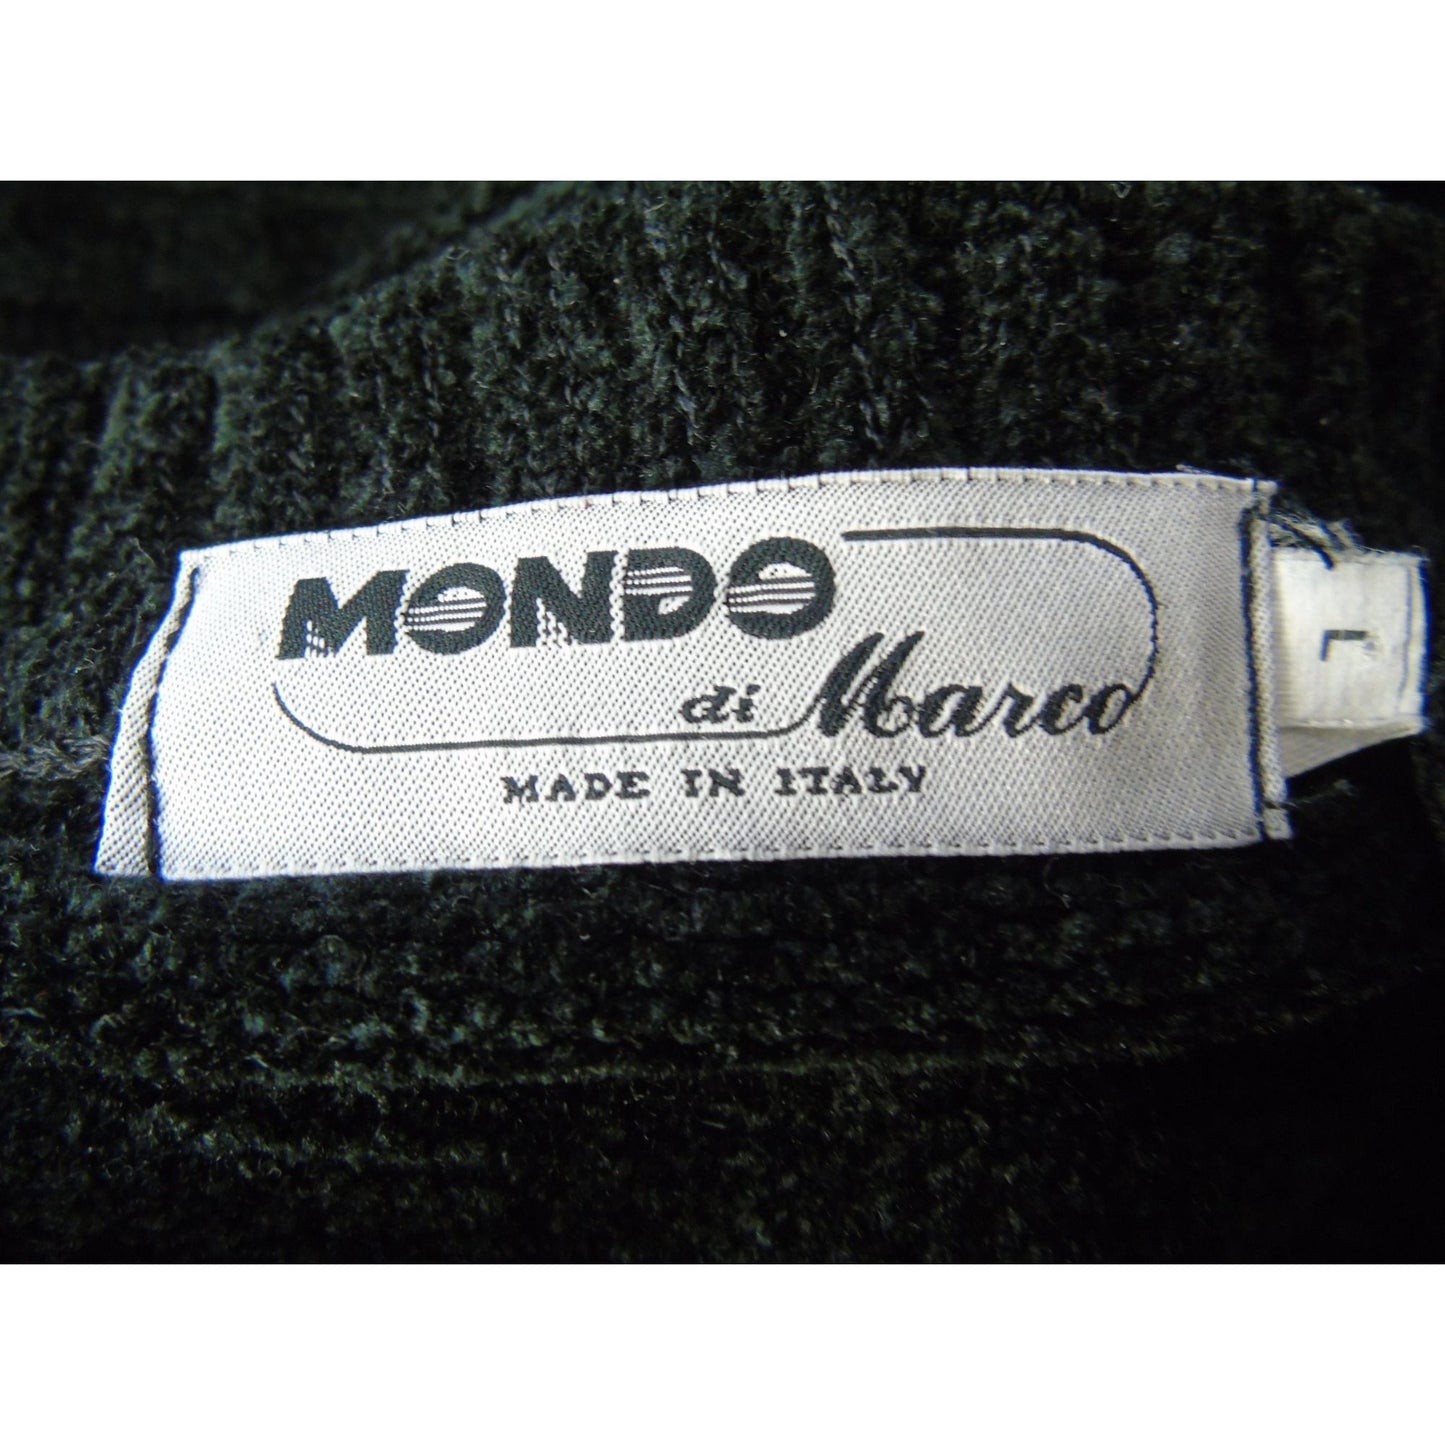 MONDO
di Marco
MADE IN ITALY
L